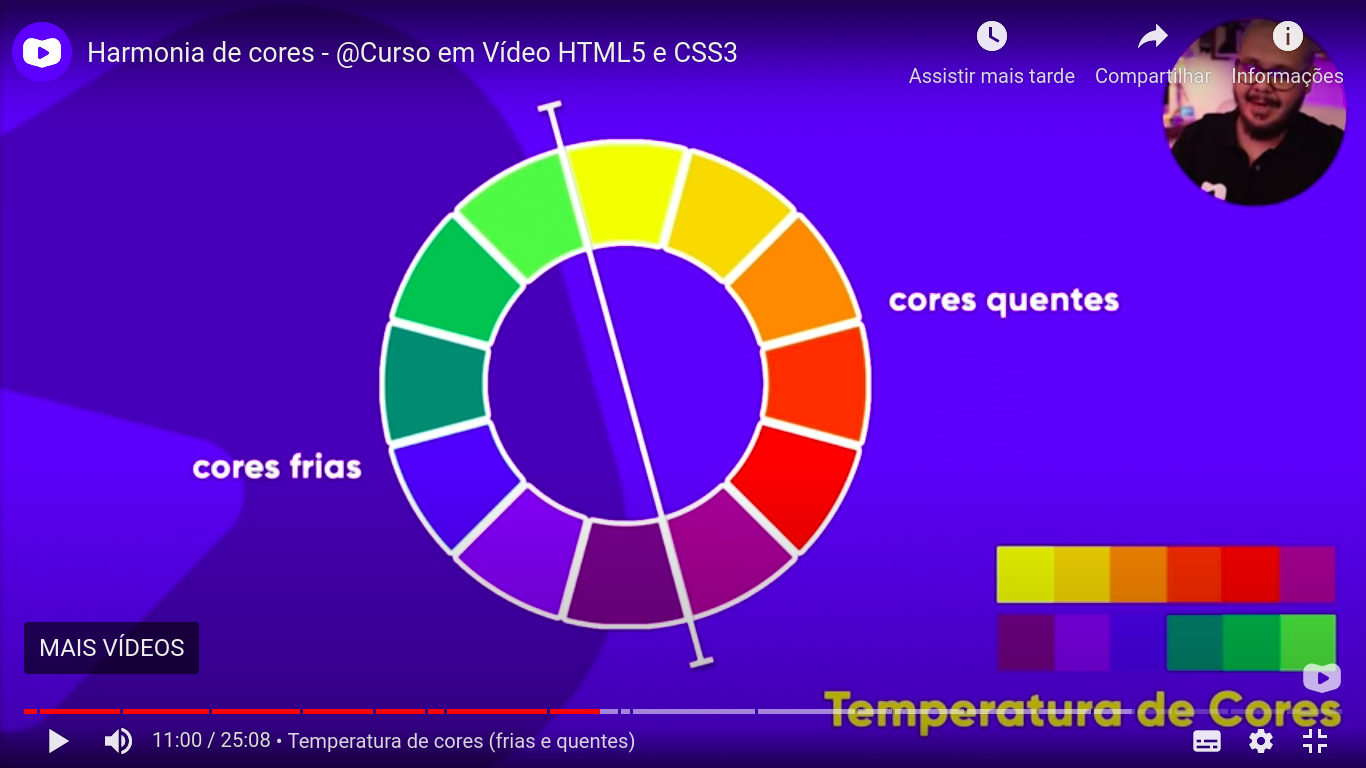 Harmonia de cores - @Curso em Vídeo HTML5 e CSS3
Assistir mais tarde
Compartilhar
Informações
cores quentes
cores frias
MAIS VÍDEOS
Temperatura de Cores
11:00 / 25:08 • Temperatura de cores (frias e quentes)